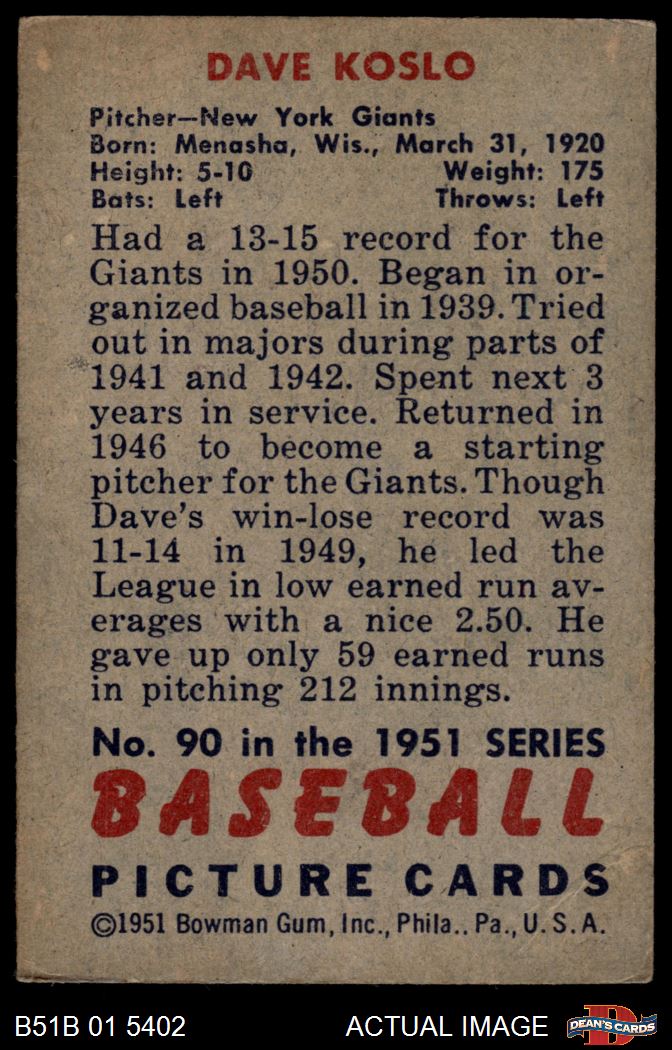 DAVE KOSLO
Pitcher—New York Giants
Born: Menasha, Wis., March 31, 1920
Height: 5-10 Weight: 175
Bats: Left Throws: Left
Had a 13-15 record for the
Giants in 1950. Began in or-
ganized baseball in 1939. Tried
out in majors during parts of
1941 and 1942. Spent next 3
years in service. Returned in
1946 to become a starting
pitcher for the Giants. Though
Dave's win-lose record was
11-14 in 1949, he led the
League in low earned run av-
erages with a nice 2.50. He
gave up only 59 earned runs
in pitching 212 innings.
No. 90 in the 1951 SERIES
BASEBALL
PICTURE CARDS
©1951 Bowman Gum, Inc., Phila.. Pa., U. S. A.
B51B 01 5402 ACTUAL IMAGE D DEAN'S CARDS